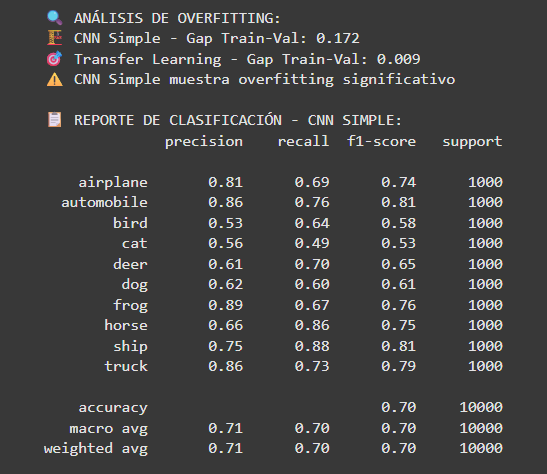 🔍 ANÁLISIS DE OVERFITTING:
🏗️ CNN Simple - Gap Train-Val: 0.172
🎯 Transfer Learning - Gap Train-Val: 0.009
⚠️ CNN Simple muestra overfitting significativo
📋 REPORTE DE CLASIFICACIÓN - CNN SIMPLE:
precision recall f1-score support
airplane 0.81 0.69 0.74 1000
automobile 0.86 0.76 0.81 1000
bird 0.53 0.64 0.58 1000
cat 0.56 0.49 0.53 1000
deer 0.61 0.70 0.65 1000
dog 0.62 0.60 0.61 1000
frog 0.89 0.67 0.76 1000
horse 0.66 0.86 0.75 1000
ship 0.75 0.88 0.81 1000
truck 0.86 0.73 0.79 1000
accuracy 0.70 10000
macro avg 0.71 0.70 0.70 10000
weighted avg 0.71 0.70 0.70 10000